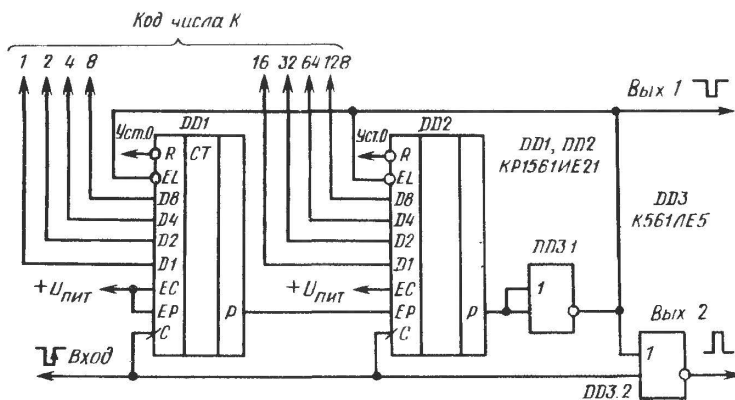 Код числа K
1 2 4 8 16 32 64 128
Вых 1
Уст.0 DD1 Уст.0 DD2
R CT R
DD1, DD2
КР1561ИЕ21
EL EL
D8 D8
DD3
К561ЛЕ5
D4 D4
D2 D2
D1 D1
DD3.1
+Uпит EC +Uпит EC 1
EP P EP P
Вых 2
C C
Вход 1
DD3.2